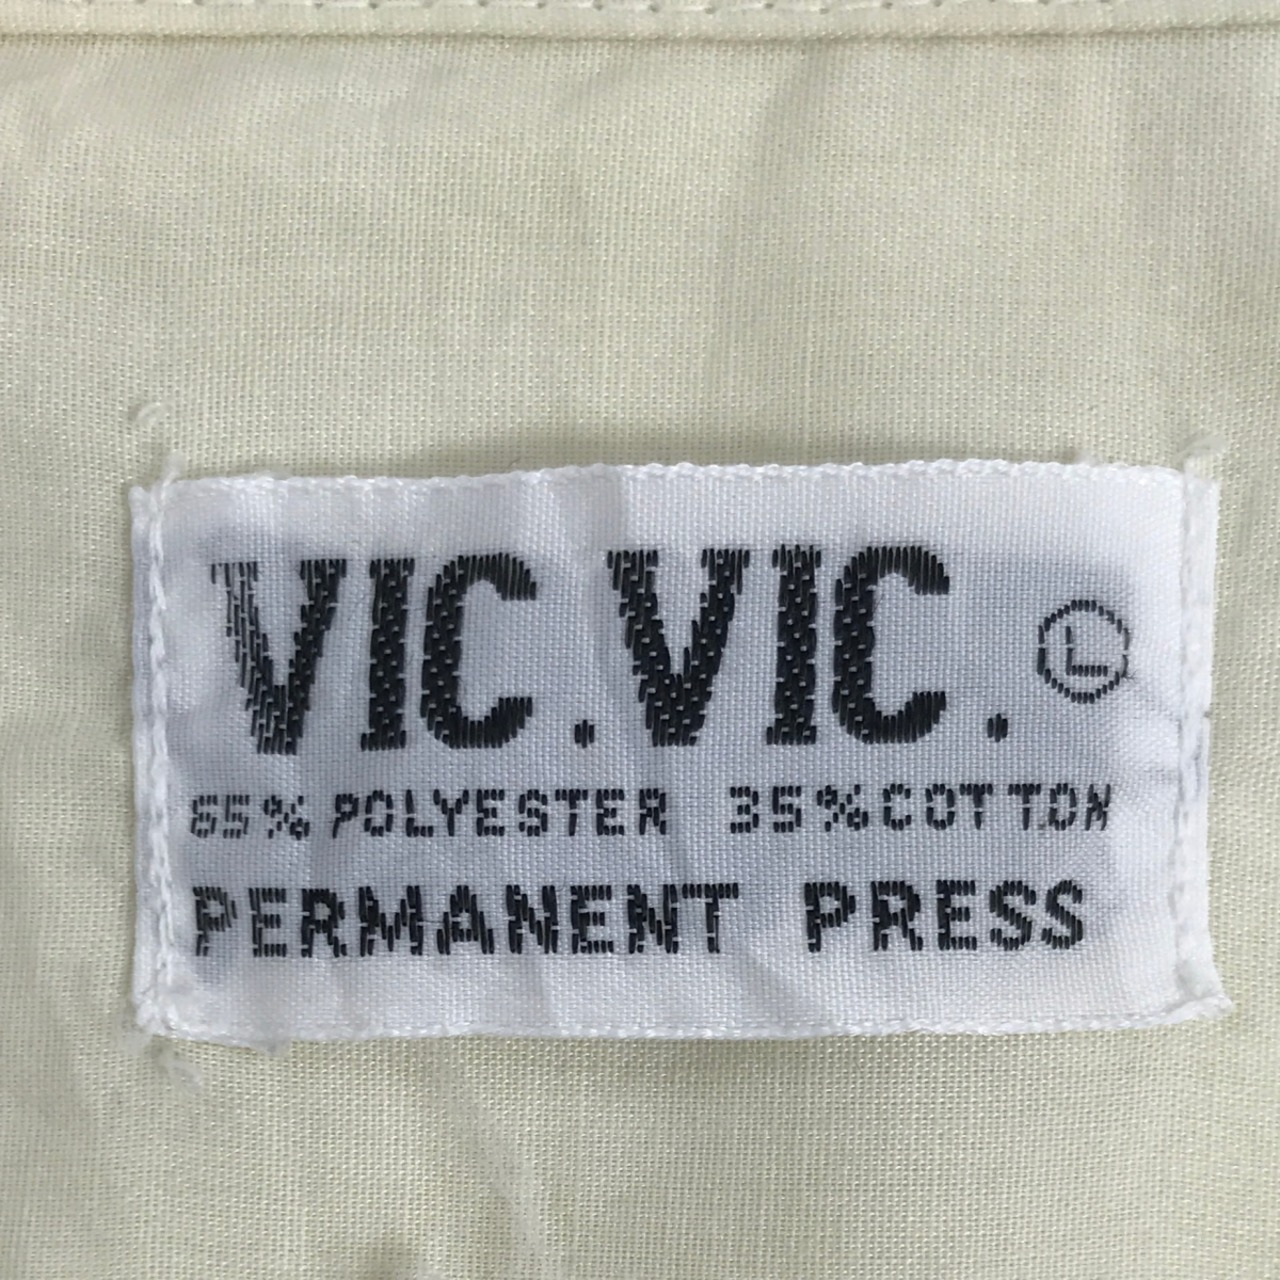 VIC.VIC. L
65% POLYESTER 35% COTTON
PERMANENT PRESS